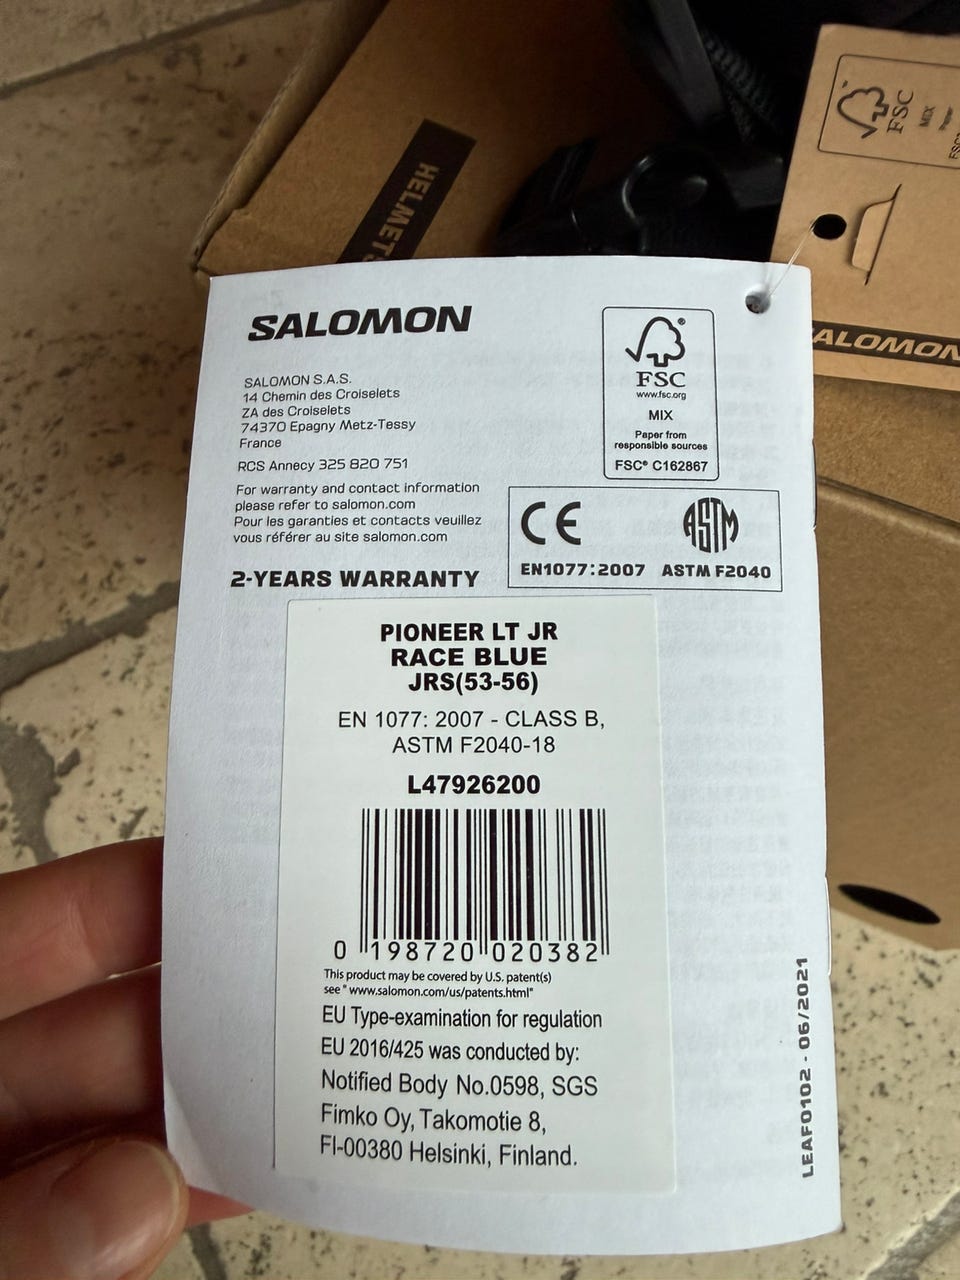 HELMETS
FSC
MIX
SALOMON
SALOMON
SALOMON S.A.S.
14 Chemin des Croiselets
ZA des Croiselets
74370 Epagny Metz-Tessy
France
RCS Annecy 325 820 751
For warranty and contact information
please refer to salomon.com
Pour les garanties et contacts veuillez
vous référer au site salomon.com
2-YEARS WARRANTY
FSC
www.fsc.org
MIX
Paper from
responsible sources
FSC® C162867
CE
EN1077:2007
ASTM
ASTM F2040
PIONEER LT JR
RACE BLUE
JRS(53-56)
EN 1077: 2007 - CLASS B,
ASTM F2040-18
L47926200
0 198720 020382
This product may be covered by U.S. patent(s)
see " www.salomon.com/us/patents.html"
EU Type-examination for regulation
EU 2016/425 was conducted by:
Notified Body No.0598, SGS
Fimko Oy, Takomotie 8,
FI-00380 Helsinki, Finland.
LEAF0102 - 06/2021